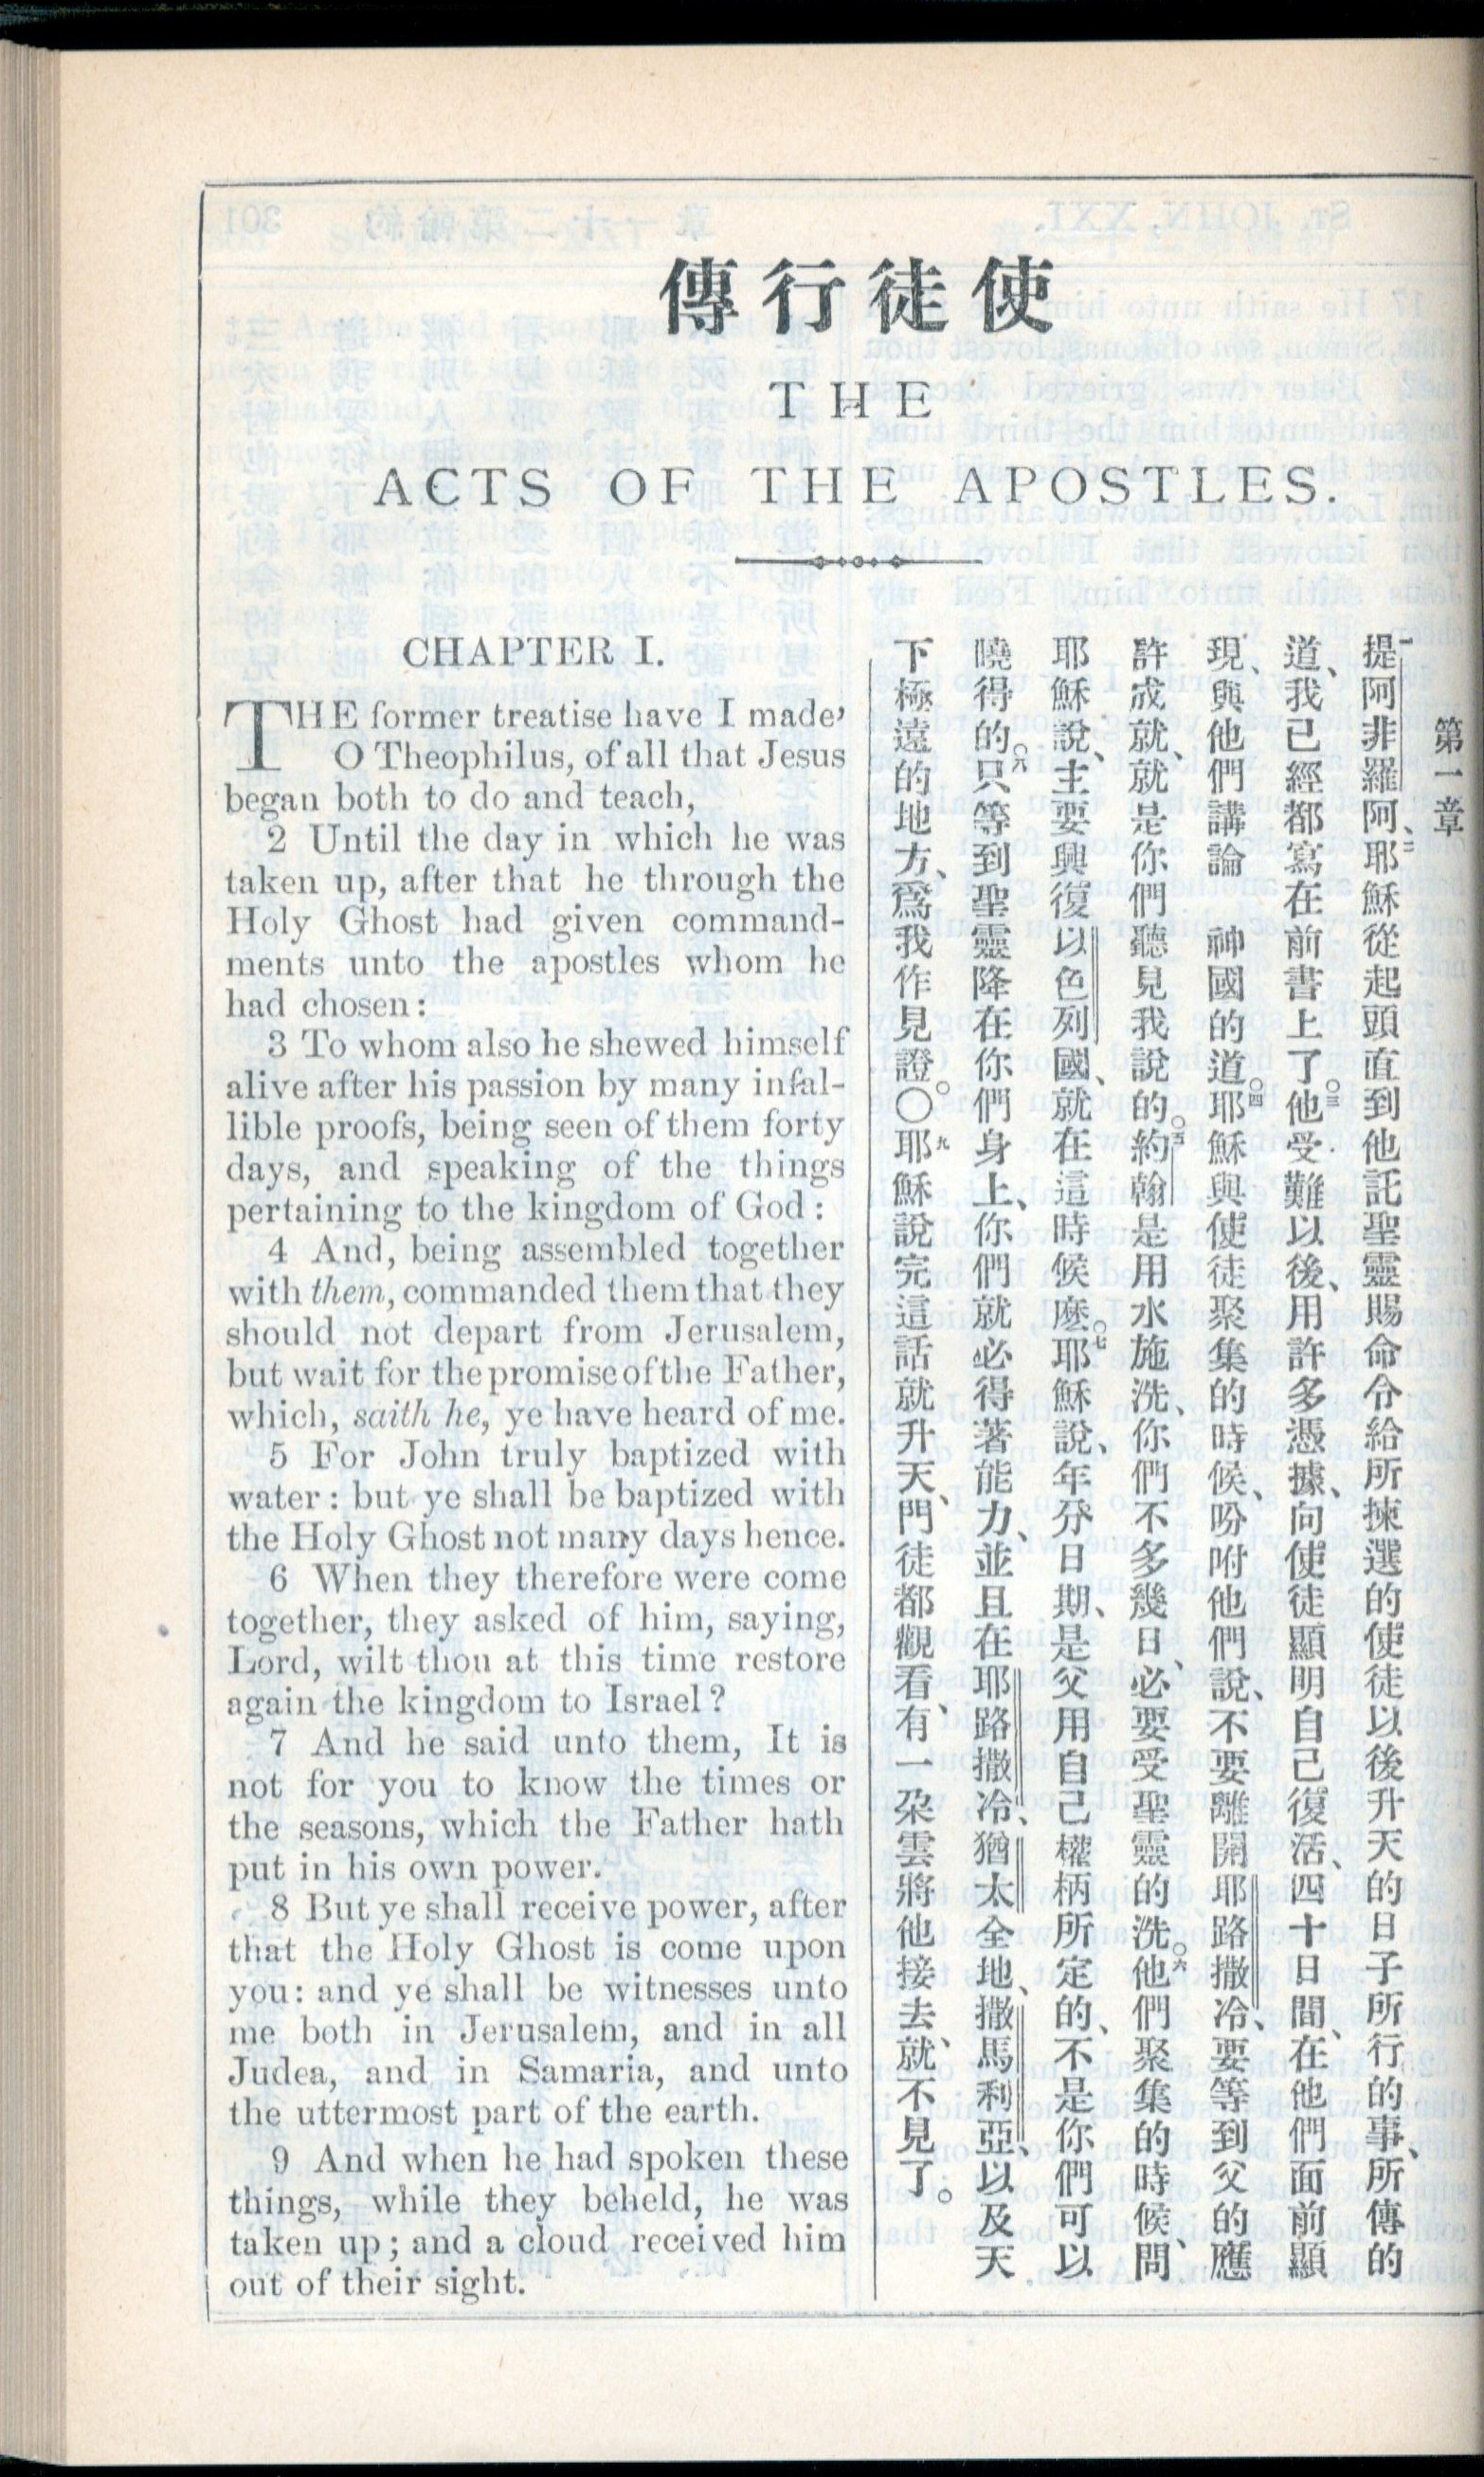 傳行徒使
THE
ACTS OF THE APOSTLES.
CHAPTER I.
THE former treatise have I made,
O Theophilus, of all that Jesus
began both to do and teach,
2 Until the day in which he was
taken up, after that he through the
Holy Ghost had given command-
ments unto the apostles whom he
had chosen:
3 To whom also he shewed himself
alive after his passion by many infal-
lible proofs, being seen of them forty
days, and speaking of the things
pertaining to the kingdom of God:
4 And, being assembled together
with them, commanded them that they
should not depart from Jerusalem,
but wait for the promise of the Father,
which, saith he, ye have heard of me.
5 For John truly baptized with
water: but ye shall be baptized with
the Holy Ghost not many days hence.
6 When they therefore were come
together, they asked of him, saying,
Lord, wilt thou at this time restore
again the kingdom to Israel?
7 And he said unto them, It is
not for you to know the times or
the seasons, which the Father hath
put in his own power.
8 But ye shall receive power, after
that the Holy Ghost is come upon
you: and ye shall be witnesses unto
me both in Jerusalem, and in all
Judea, and in Samaria, and unto
the uttermost part of the earth.
9 And when he had spoken these
things, while they beheld, he was
taken up; and a cloud received him
out of their sight.
第一章
一提阿非羅阿、二耶穌從起頭直到他託聖靈賜命令給所揀選的使徒以後升天的日子所行的事、所傳的
道、我已經都寫在前書上了。三他受難以後、用許多憑據、向使徒顯明自己復活、四十日間、在他們面前顯
現、與他們講論 神國的道。四耶穌與使徒聚集的時候、吩咐他們說、不要離開耶路撒冷、要等到父的應
許成就、就是你們聽見我說的。五約翰是用水施洗、你們不多幾日、必要受聖靈的洗。六他們聚集的時候、問
耶穌說、主要興復以色列國、就在這時候麽。七耶穌說、年分日期、是父用自己權柄所定的、不是你們可以
曉得的。八只等到聖靈降在你們身上、你們就必得著能力、並且在耶路撒冷、猶太全地、撒馬利亞、以及天
下極遠的地方、爲我作見證。〇九耶穌說完這話就升天、門徒都觀看、有一朶雲將他接去、就不見了。